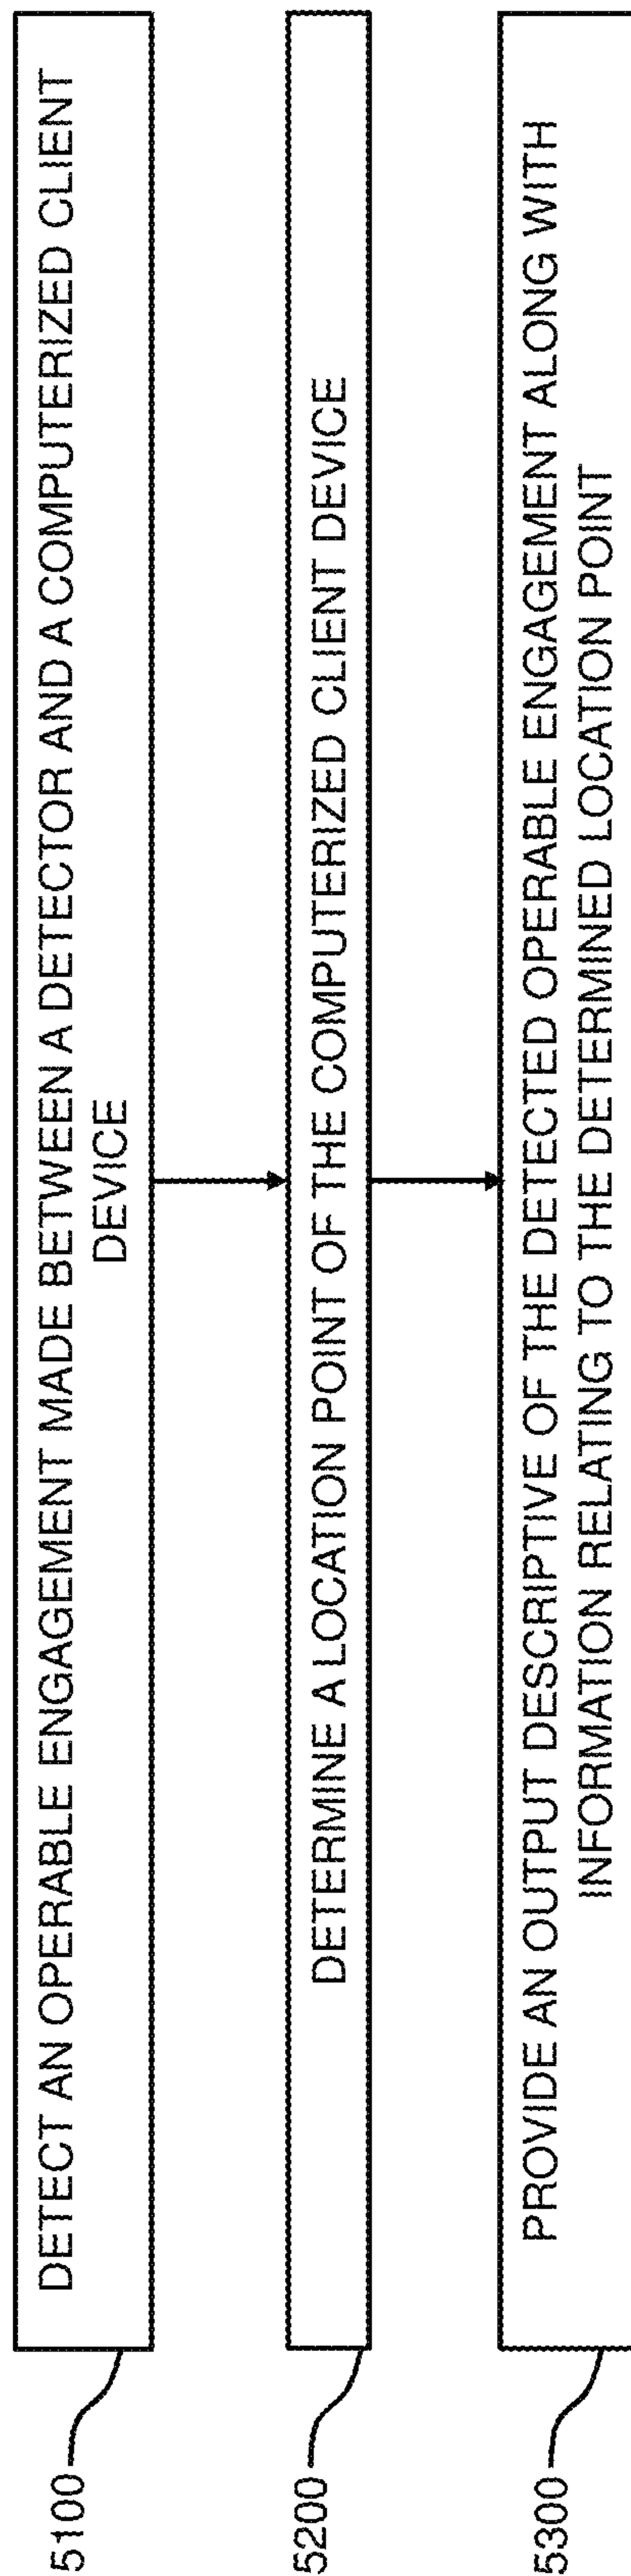 5100
DETECT AN OPERABLE ENGAGEMENT MADE BETWEEN A DETECTOR AND A COMPUTERIZED CLIENT
DEVICE
5200
DETERMINE A LOCATION POINT OF THE COMPUTERIZED CLIENT DEVICE
5300
PROVIDE AN OUTPUT DESCRIPTIVE OF THE DETECTED OPERABLE ENGAGEMENT ALONG WITH
INFORMATION RELATING TO THE DETERMINED LOCATION POINT